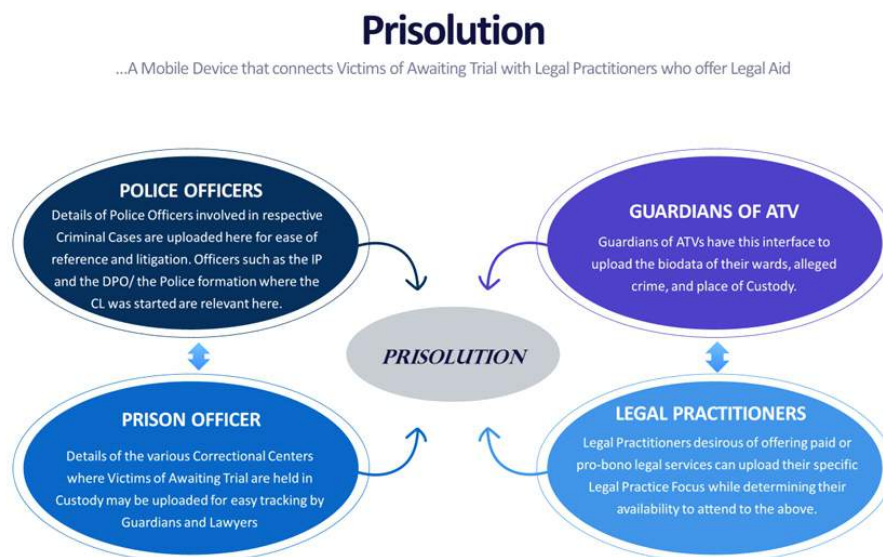 Prisolution
...A Mobile Device that connects Victims of Awaiting Trial with Legal Practitioners who offer Legal Aid
POLICE OFFICERS
Details of Police Officers involved in respective
Criminal Cases are uploaded here for ease of
reference and litigation. Officers such as the IP
and the DPO/ the Police formation where the
CL was started are relevant here.
GUARDIANS OF ATV
Guardians of ATVs have this interface to
upload the biodata of their wards, alleged
crime, and place of Custody.
PRISOLUTION
PRISON OFFICER
Details of the various Correctional Centers
where Victims of Awaiting Trial are held in
Custody may be uploaded for easy tracking by
Guardians and Lawyers
LEGAL PRACTITIONERS
Legal Practitioners desirous of offering paid or
pro-bono legal services can upload their specific
Legal Practice Focus while determining their
availability to attend to the above.